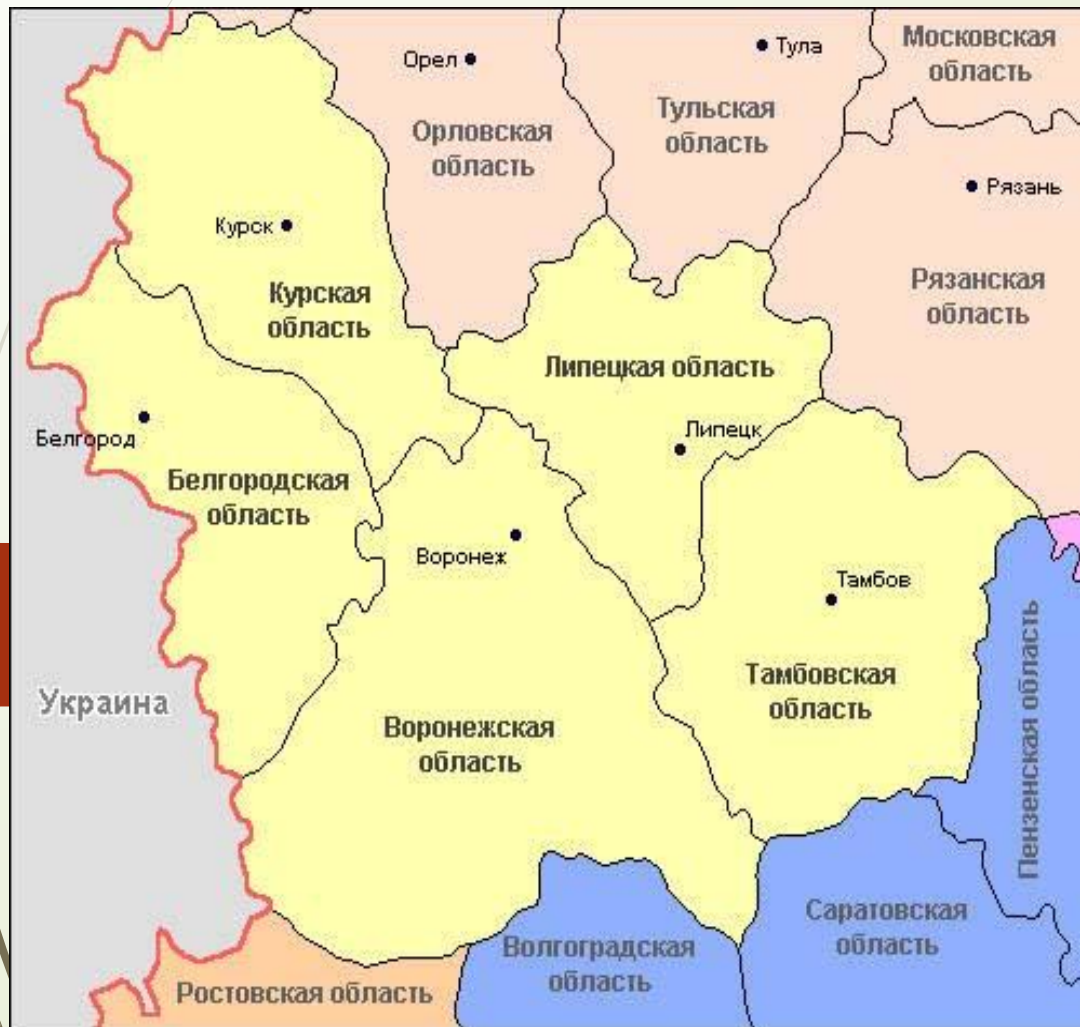 Московская
область
Орел
Тула
Орловская
область
Тульская
область
Рязань
Курск
Курская
область
Рязанская
область
Липецкая область
Белгород
Липецк
Белгородская
область
Воронеж
Тамбов
Украина
Воронежская
область
Тамбовская
область
Пензенская область
Саратовская
область
Волгоградская
область
Ростовская область